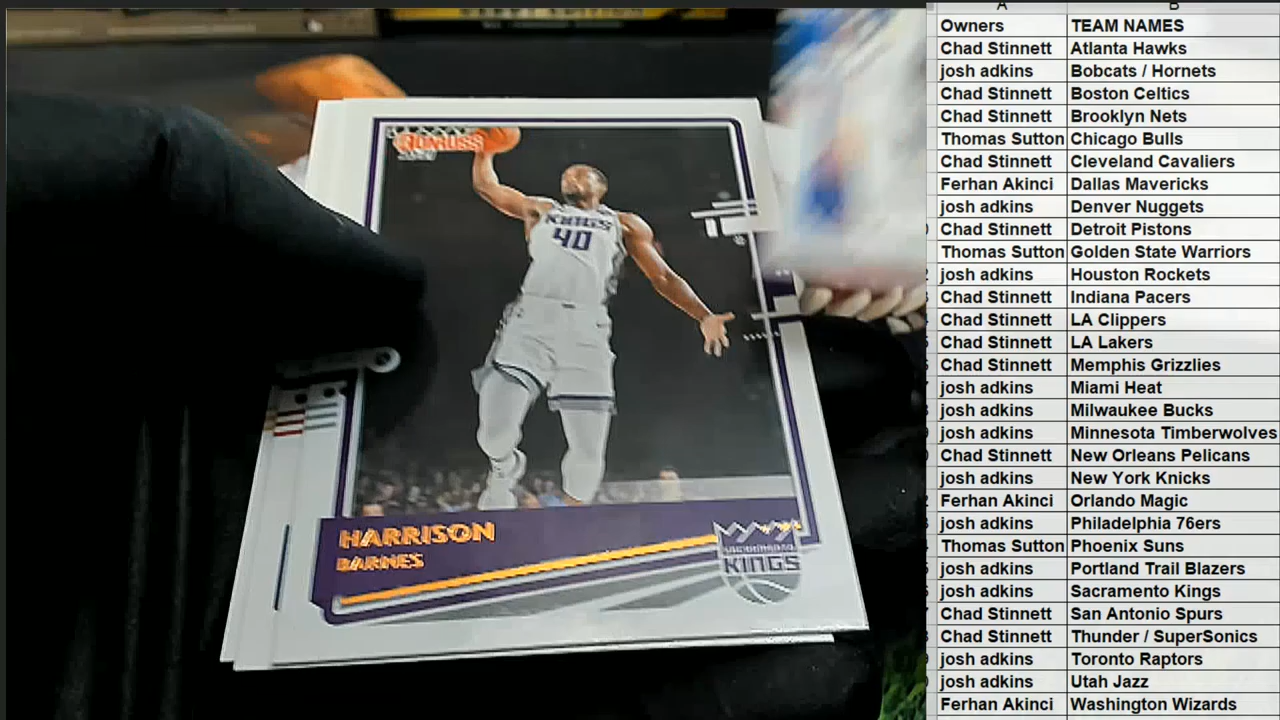 DONRUSS
KINGS
40
HARRISON
BARNES
SACRAMENTO
KINGS
A B
Owners TEAM NAMES
Chad Stinnett Atlanta Hawks
josh adkins Bobcats / Hornets
Chad Stinnett Boston Celtics
Chad Stinnett Brooklyn Nets
Thomas Sutton Chicago Bulls
Chad Stinnett Cleveland Cavaliers
Ferhan Akinci Dallas Mavericks
josh adkins Denver Nuggets
Chad Stinnett Detroit Pistons
Thomas Sutton Golden State Warriors
josh adkins Houston Rockets
Chad Stinnett Indiana Pacers
Chad Stinnett LA Clippers
Chad Stinnett LA Lakers
Chad Stinnett Memphis Grizzlies
josh adkins Miami Heat
josh adkins Milwaukee Bucks
josh adkins Minnesota Timberwolves
Chad Stinnett New Orleans Pelicans
josh adkins New York Knicks
Ferhan Akinci Orlando Magic
josh adkins Philadelphia 76ers
Thomas Sutton Phoenix Suns
josh adkins Portland Trail Blazers
josh adkins Sacramento Kings
Chad Stinnett San Antonio Spurs
Chad Stinnett Thunder / SuperSonics
josh adkins Toronto Raptors
josh adkins Utah Jazz
Ferhan Akinci Washington Wizards